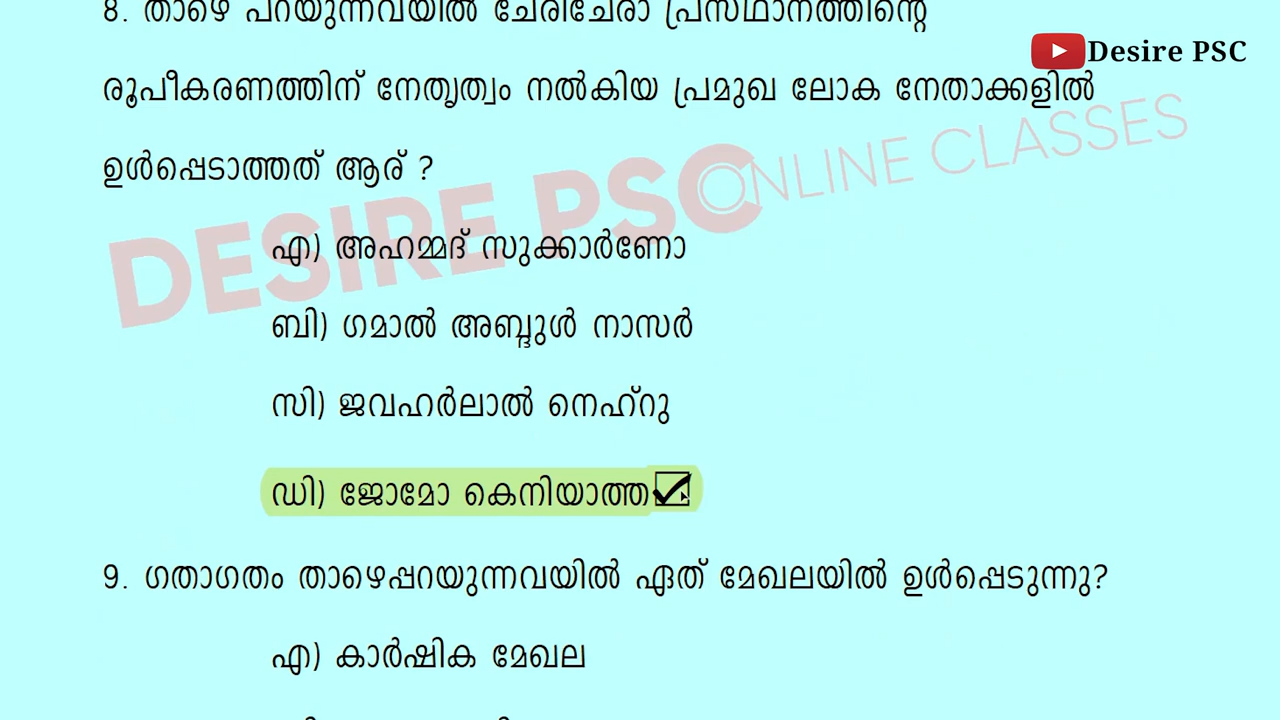 8. താഴെ പറയുന്നവയിൽ ചേരിചേരാ പ്രസ്ഥാനത്തിന്റെ
Desire PSC
രൂപീകരണത്തിന് നേതൃത്വം നൽകിയ പ്രമുഖ ലോക നേതാക്കളിൽ
ഉൾപ്പെടാത്തത് ആര് ?
DESIRE PSC ONLINE CLASSES
എ) അഹമ്മദ് സുക്കാർണോ
ബി) ഗമാൽ അബ്ദുൾ നാസർ
സി) ജവഹർലാൽ നെഹ്റു
ഡി) ജോമോ കെനിയാത്ത
9. ഗതാഗതം താഴെപ്പറയുന്നവയിൽ ഏത് മേഖലയിൽ ഉൾപ്പെടുന്നു?
എ) കാർഷിക മേഖല